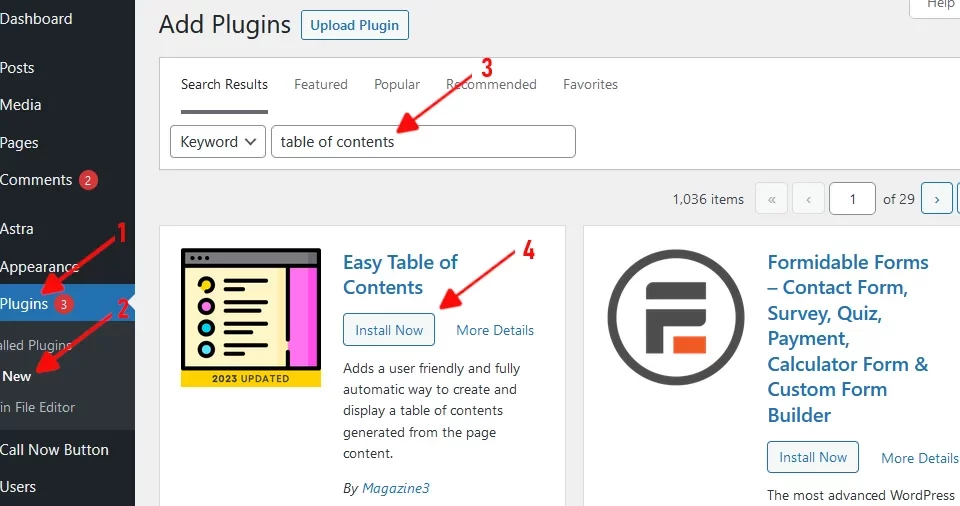 Dashboard
Posts
Media
Pages
Comments 2
Astra
Appearance
Plugins 3
alled Plugins
New
in File Editor
Call Now Button
Users
1
2
Add Plugins
Upload Plugin
Help
Search Results
Featured
Popular
Recommended
Favorites
3
Keyword
table of contents
1,036 items
«
‹
1
of 29
›
2023 UPDATED
Easy Table of
Contents
4
Install Now
More Details
Adds a user friendly and fully
automatic way to create and
display a table of contents
generated from the page
content.
By Magazine3
Formidable Forms
– Contact Form,
Survey, Quiz,
Payment,
Calculator Form &
Custom Form
Builder
Install Now
More Details
The most advanced WordPress